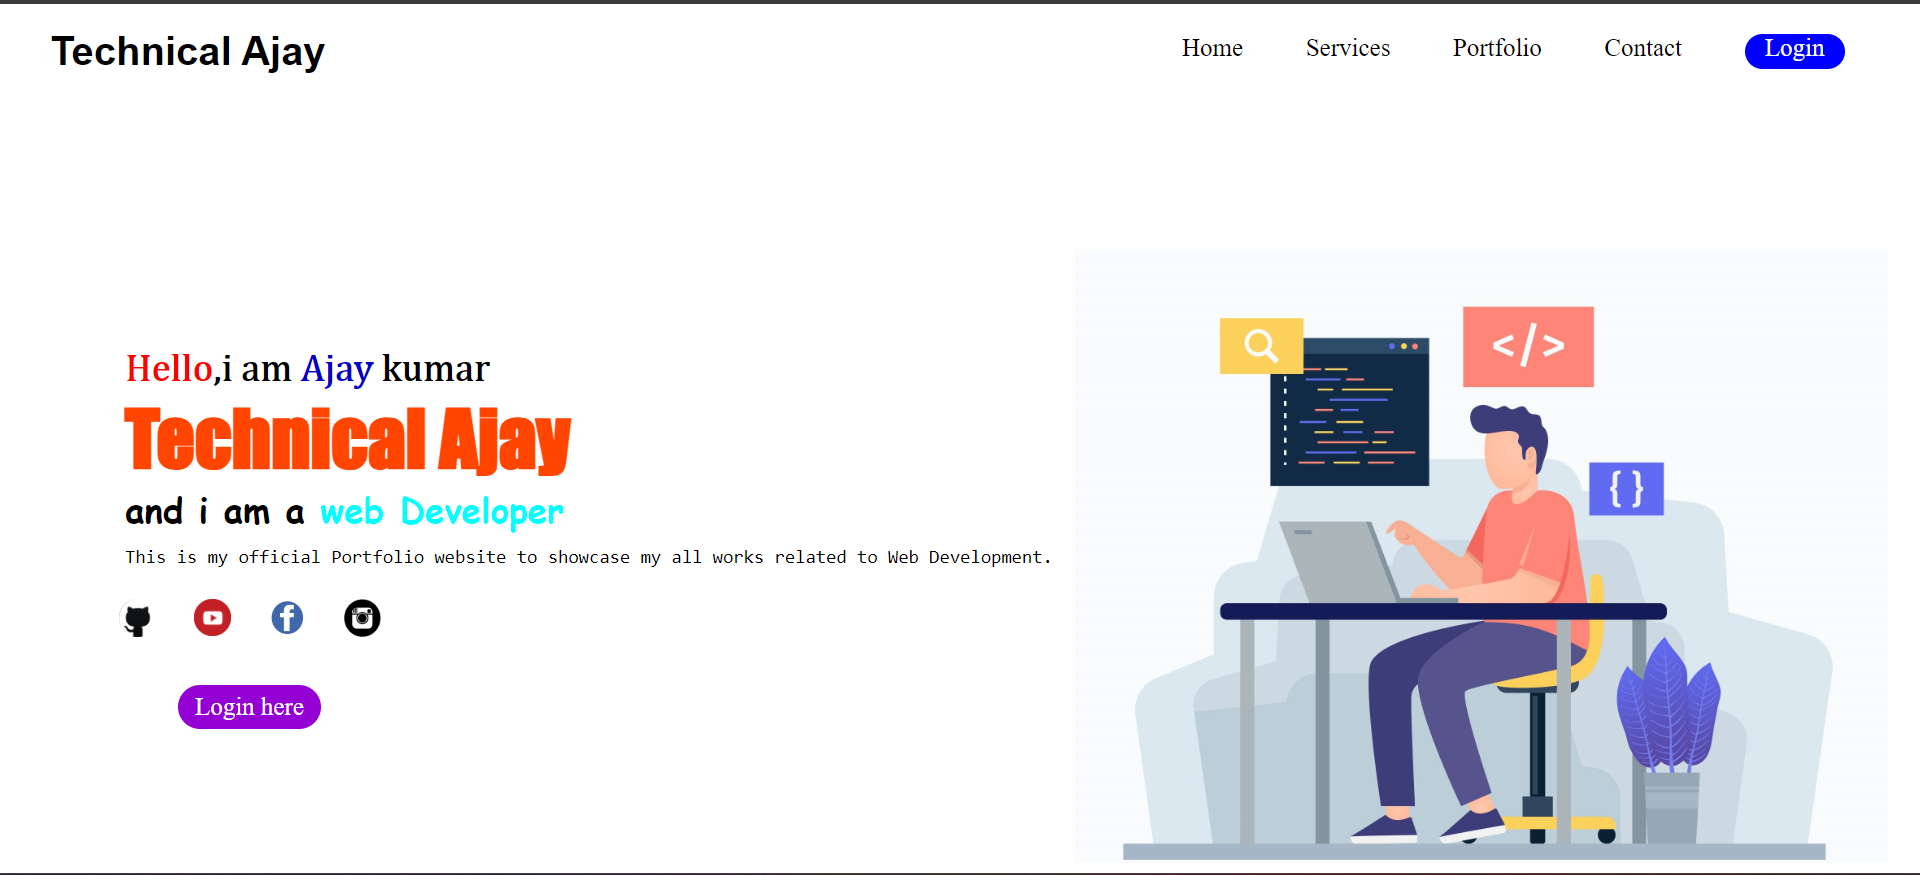 Technical Ajay
Home Services Portfolio Contact Login
Hello,i am Ajay kumar
Technical Ajay
and i am a web Developer
This is my official Portfolio website to showcase my all works related to Web Development.
Login here
</>
{ }